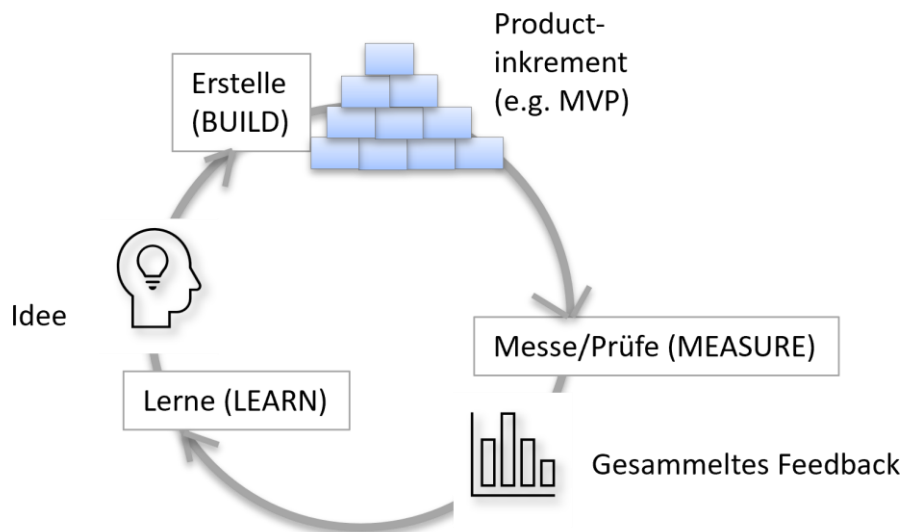 Product-
inkrement
(e.g. MVP)
Erstelle
(BUILD)
Idee
Messe/Prüfe (MEASURE)
Lerne (LEARN)
Gesammeltes Feedback